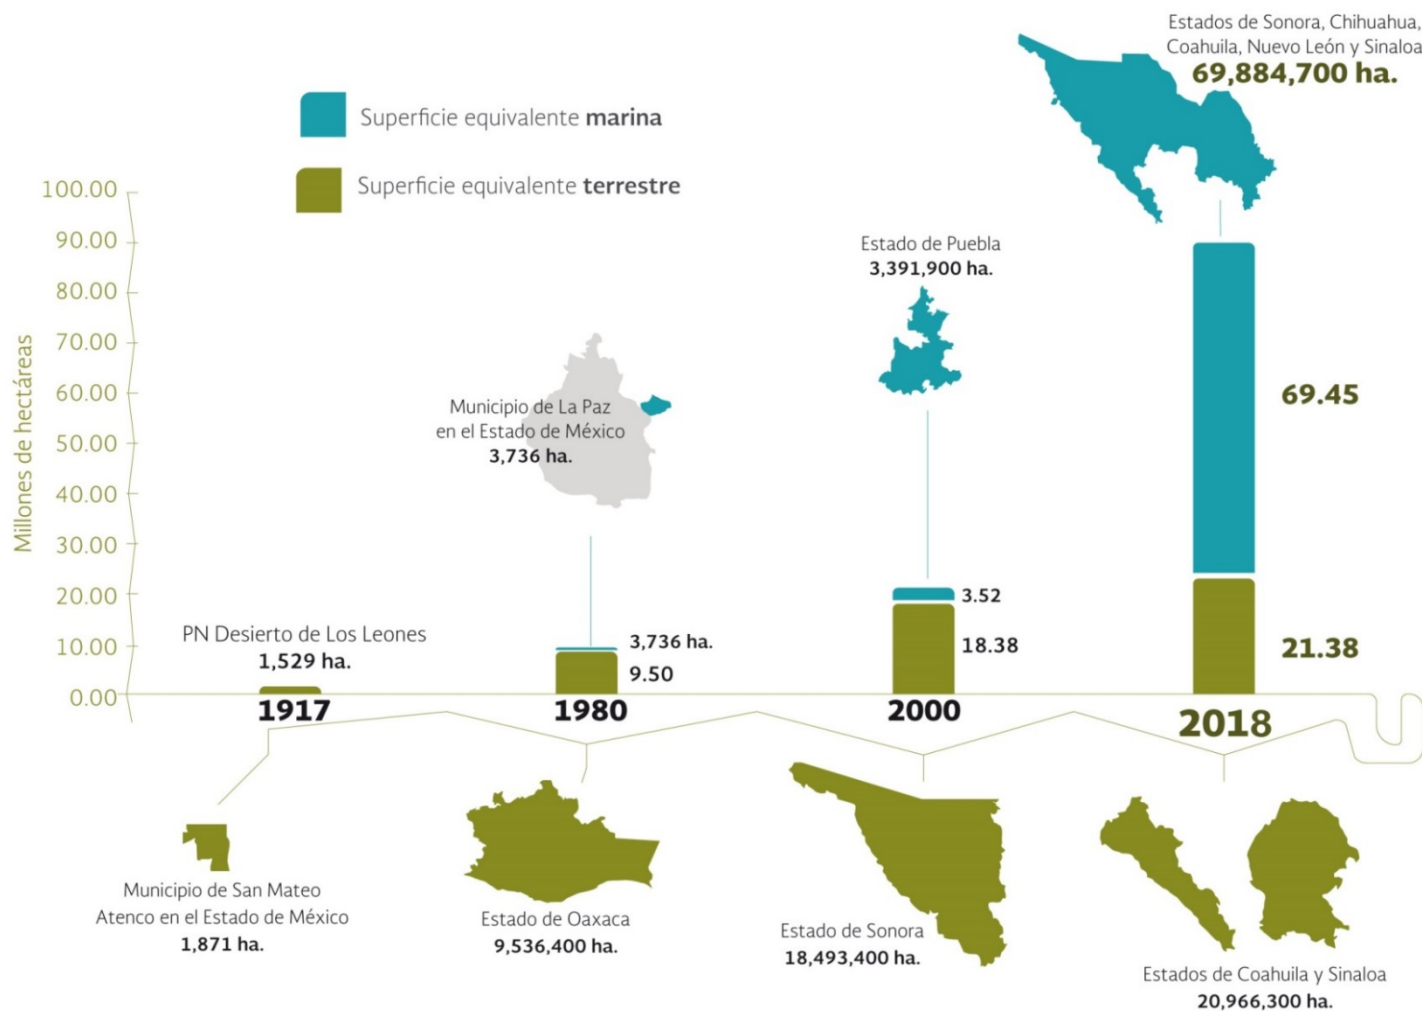 Estados de Sonora, Chihuahua,
Coahuila, Nuevo León y Sinaloa
69,884,700 ha.
Superficie equivalente marina
Superficie equivalente terrestre
Millones de hectáreas
100.00
90.00
80.00
70.00
60.00
50.00
40.00
30.00
20.00
10.00
0.00
Estado de Puebla
3,391,900 ha.
Municipio de La Paz
en el Estado de México
3,736 ha.
69.45
PN Desierto de Los Leones
1,529 ha.
3,736 ha.
9.50
3.52
18.38
21.38
1917
1980
2000
2018
Municipio de San Mateo
Atenco en el Estado de México
1,871 ha.
Estado de Oaxaca
9,536,400 ha.
Estado de Sonora
18,493,400 ha.
Estados de Coahuila y Sinaloa
20,966,300 ha.